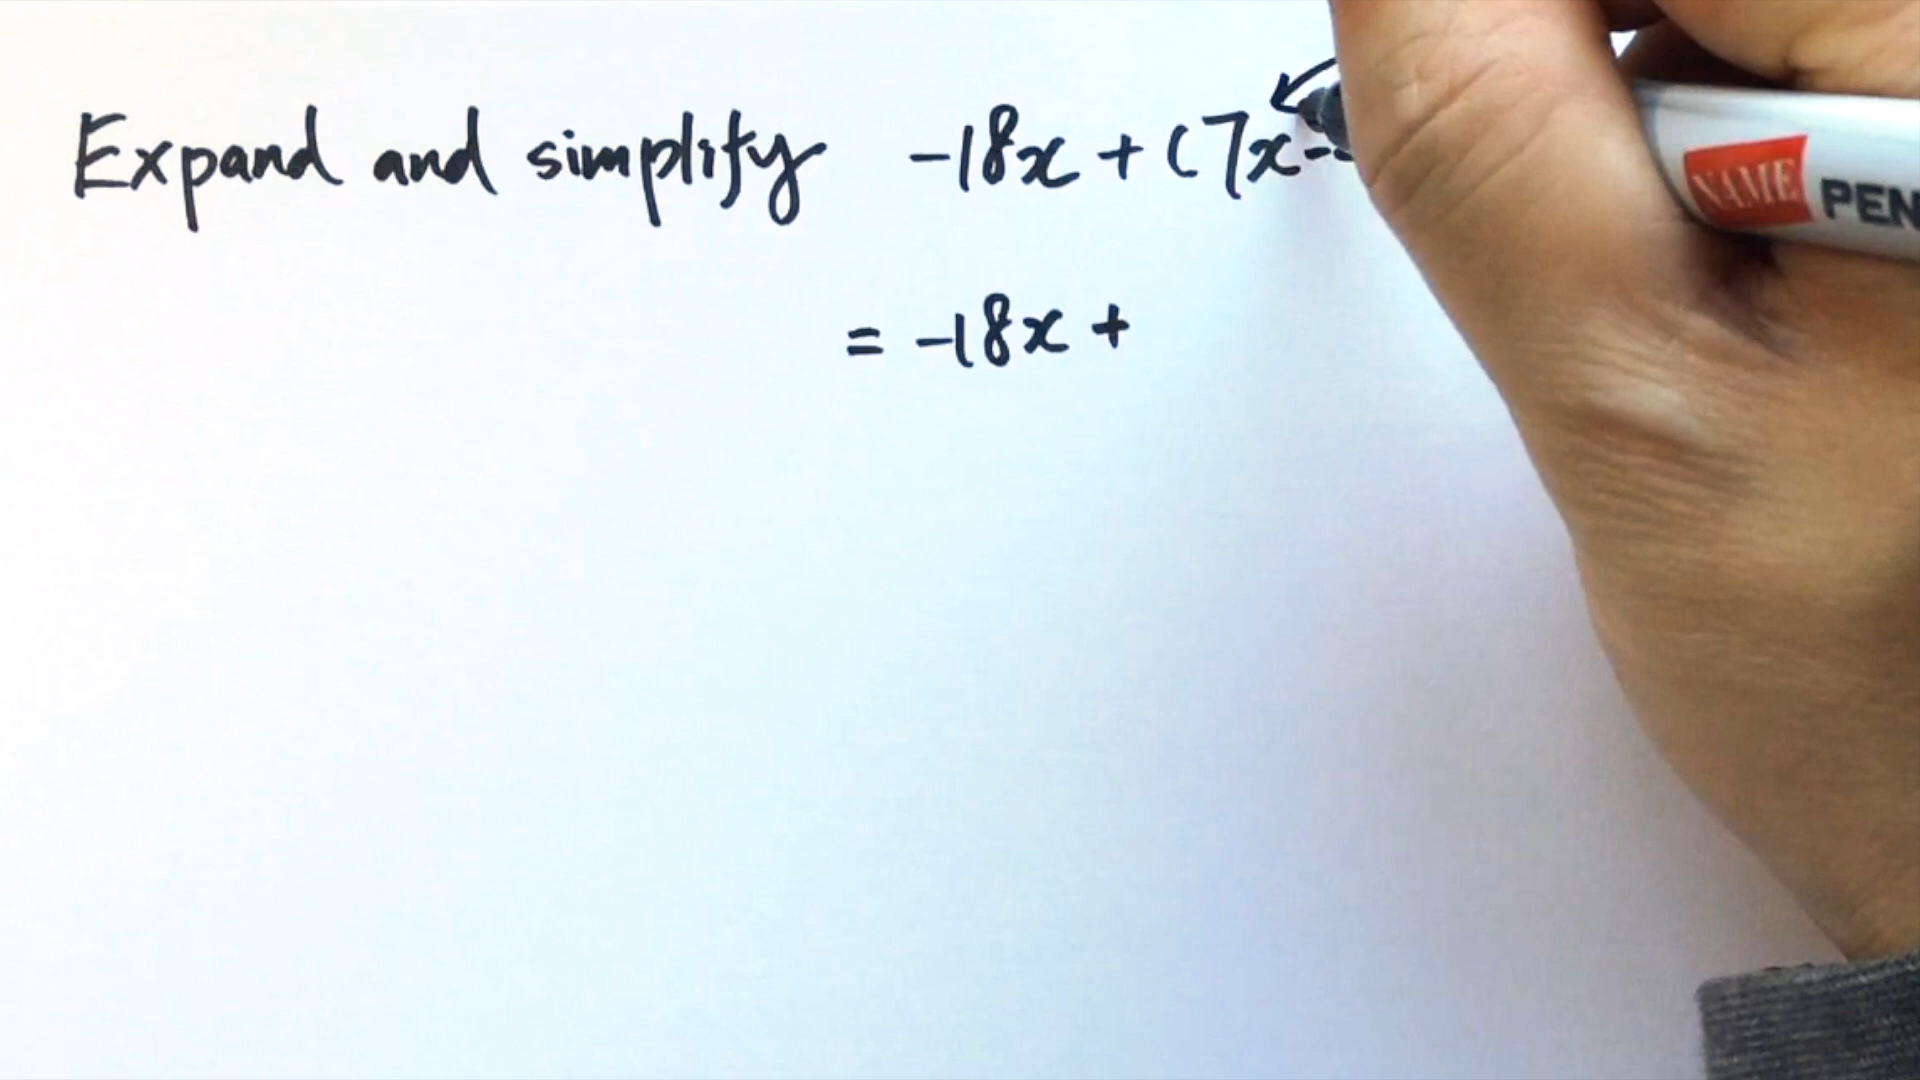 Expand and simplify -18x + (7x -
= -18x +
NAME PEN